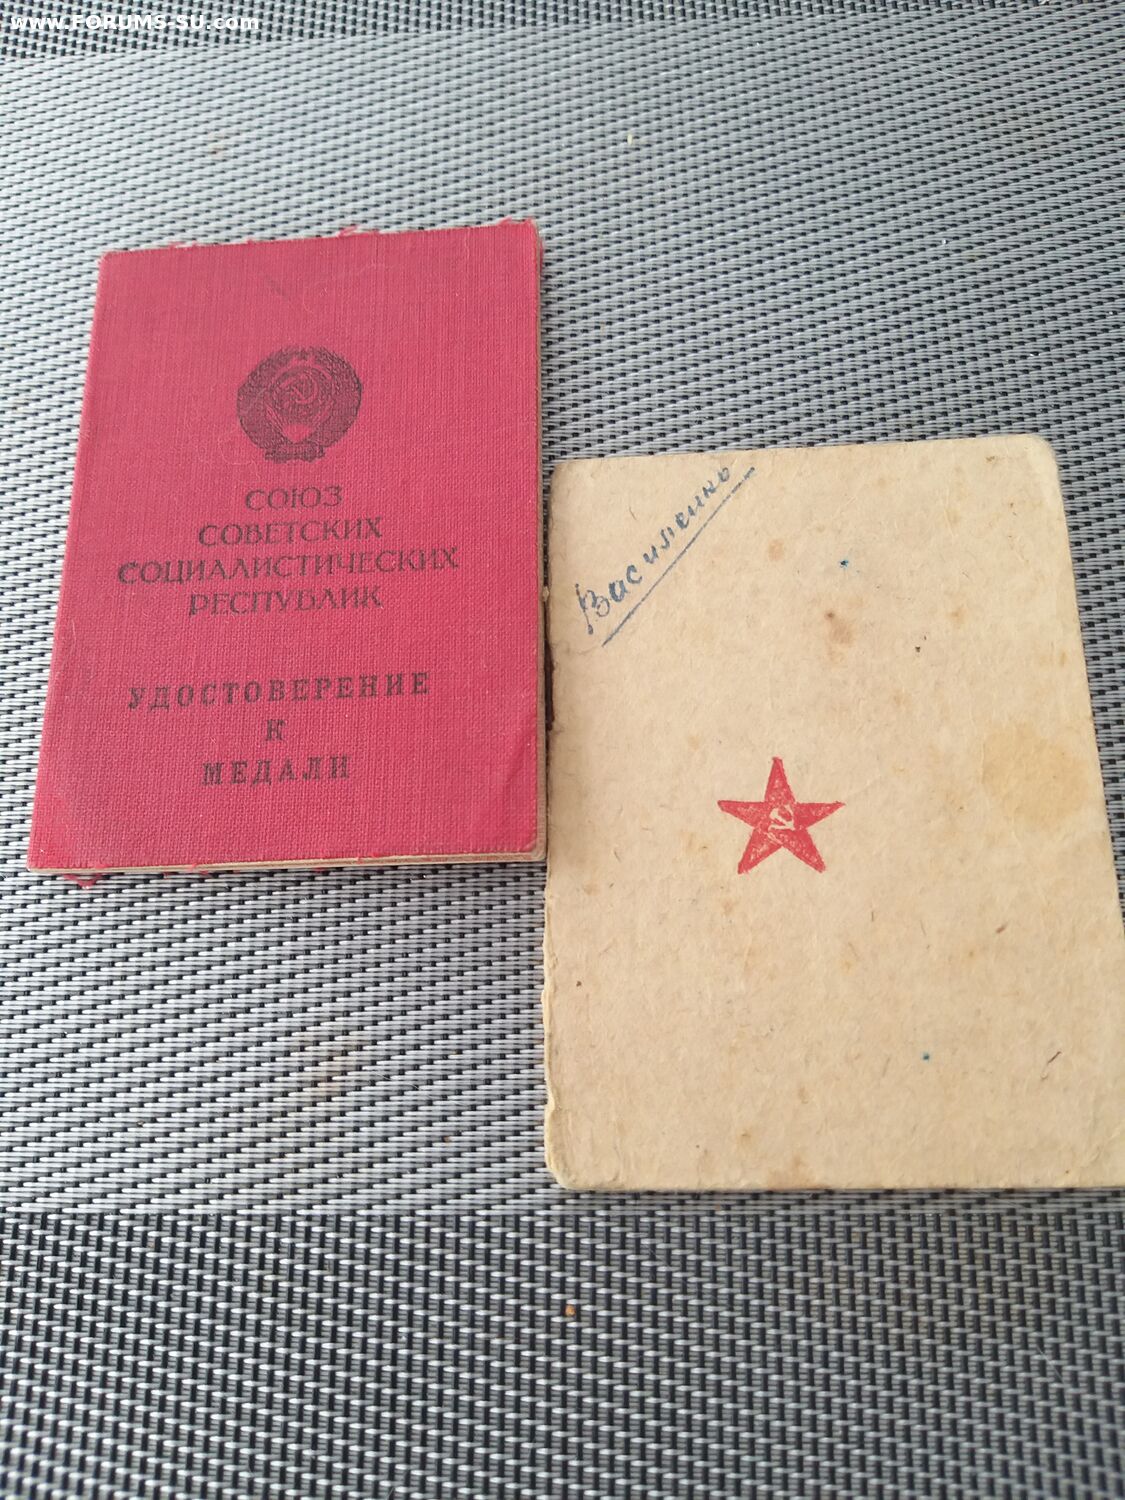 www.FORUMS-SU.com
СОЮЗ
СОВЕТСКИХ
СОЦИАЛИСТИЧЕСКИХ
РЕСПУБЛИК
УДОСТОВЕРЕНИЕ
К
МЕДАЛИ
Василенко